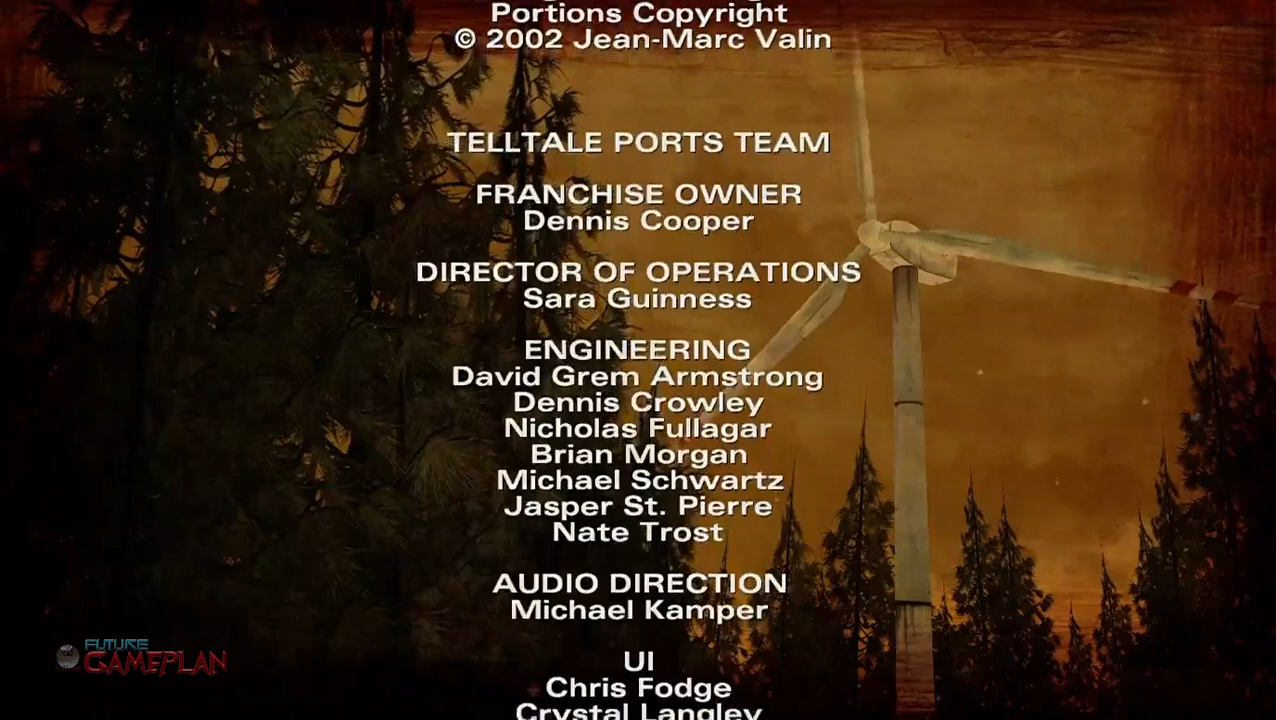 Portions Copyright
© 2002 Jean-Marc Valin
TELLTALE PORTS TEAM
FRANCHISE OWNER
Dennis Cooper
DIRECTOR OF OPERATIONS
Sara Guinness
ENGINEERING
David Grem Armstrong
Dennis Crowley
Nicholas Fullagar
Brian Morgan
Michael Schwartz
Jasper St. Pierre
Nate Trost
AUDIO DIRECTION
Michael Kamper
UI
Chris Fodge
Crystal Langley
FUTURE
GAMEPLAN